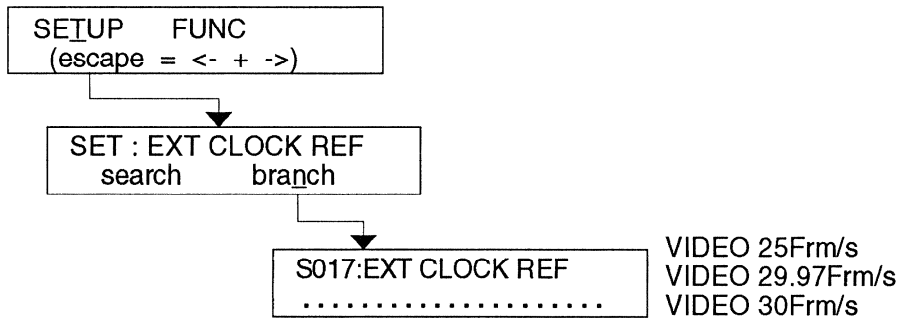 SETUP FUNC
(escape = <- + ->)
SET : EXT CLOCK REF
search branch
S017:EXT CLOCK REF
......................
VIDEO 25Frm/s
VIDEO 29.97Frm/s
VIDEO 30Frm/s